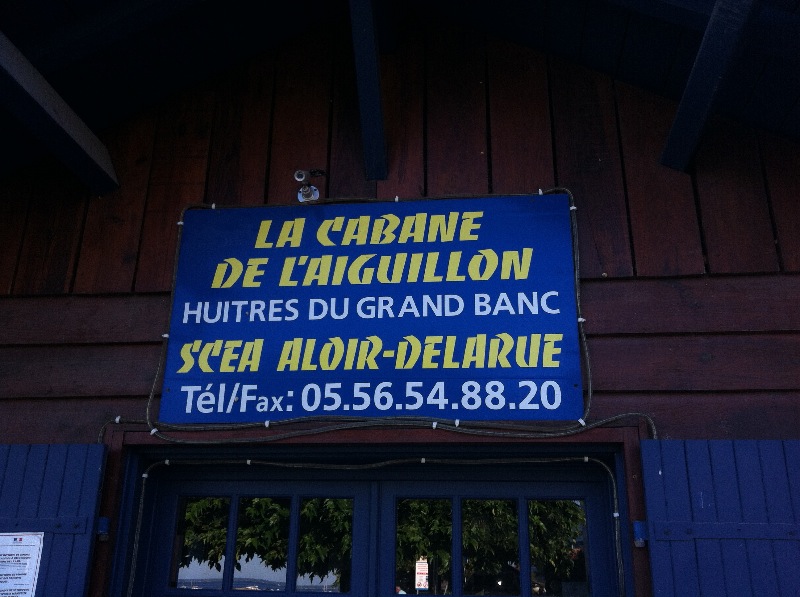 LA CABANE
DE L'AIGUILLON
HUITRES DU GRAND BANC
SCEA ALOIR-DELARUE
Tél/Fax: 05.56.54.88.20